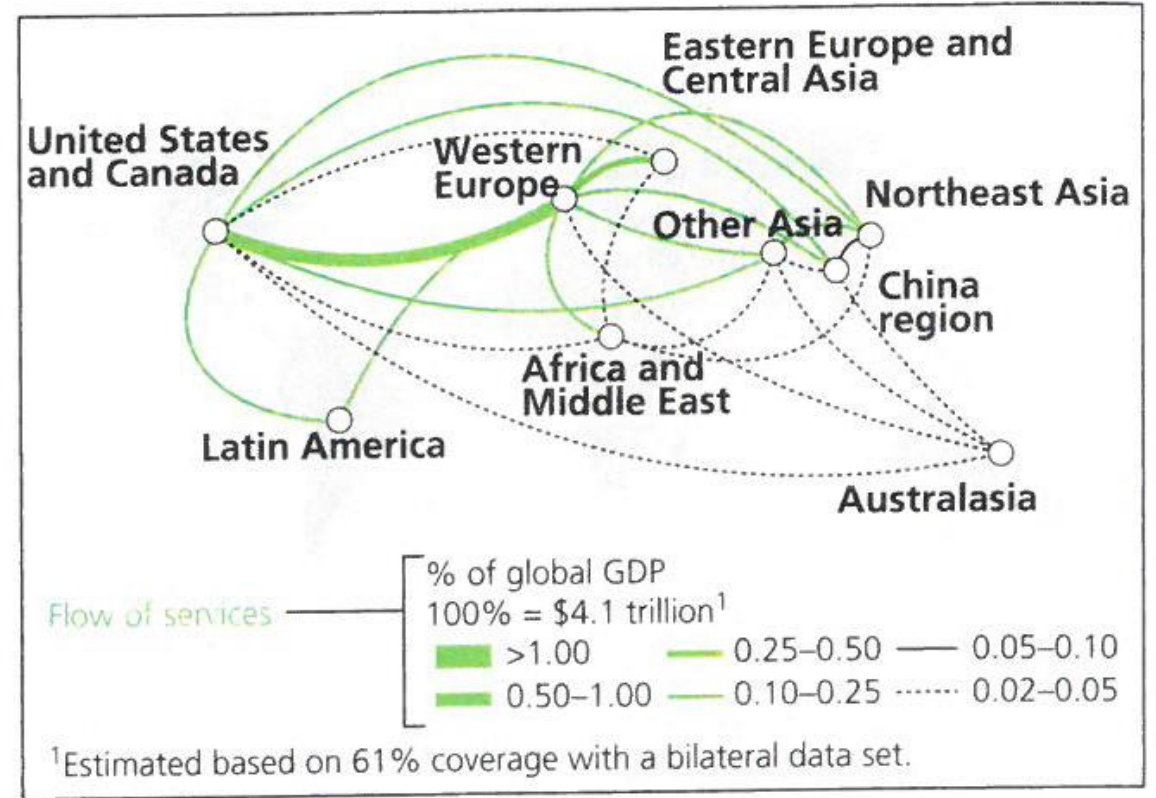 Eastern Europe and
Central Asia
United States
and Canada
Western
Europe
Northeast Asia
Other Asia
China
region
Africa and
Middle East
Latin America
Australasia
% of global GDP
100% = $4.1 trillion¹
Flow of services
>1.00
0.25–0.50
0.05–0.10
0.50–1.00
0.10–0.25
0.02–0.05
¹Estimated based on 61% coverage with a bilateral data set.